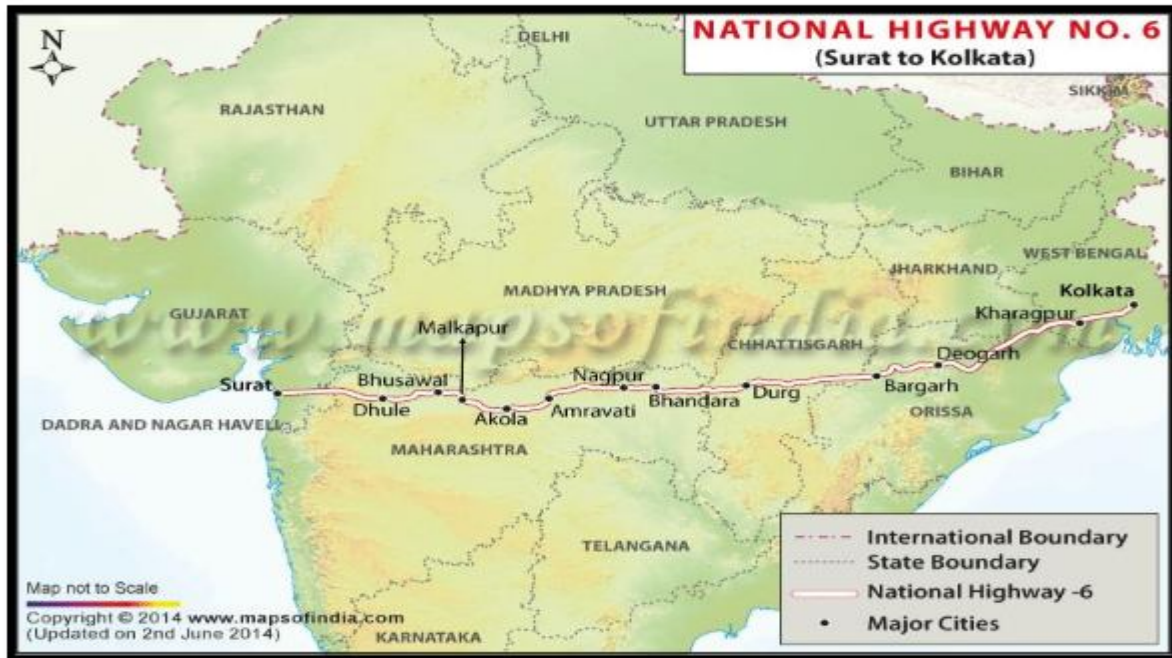 NATIONAL HIGHWAY NO. 6
(Surat to Kolkata)
N
DELHI
SIKKIM
RAJASTHAN
UTTAR PRADESH
BIHAR
WEST BENGAL
JHARKHAND
MADHYA PRADESH
Kolkata
www.mapsofindia.com
GUJARAT
Kharagpur
Malkapur
CHHATTISGARH
Deogarh
Surat
Bhusawal
Nagpur
Bhandara
Durg
Bargarh
Dhule
Akola
Amravati
ORISSA
DADRA AND NAGAR HAVELI
MAHARASHTRA
TELANGANA
KARNATAKA
International Boundary
State Boundary
National Highway -6
Major Cities
Map not to Scale
Copyright © 2014 www.mapsofindia.com
(Updated on 2nd June 2014)